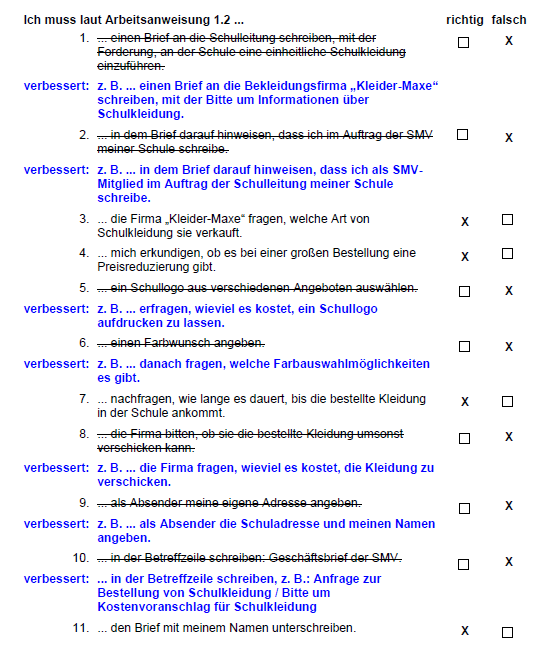 Ich muss laut Arbeitsanweisung 1.2 ... richtig falsch
1. ... einen Brief an die Schulleitung schreiben, mit der X
Forderung, an der Schule eine einheitliche Schulkleidung
einzuführen.
verbessert: z. B. ... einen Brief an die Bekleidungsfirma „Kleider-Maxe“
schreiben, mit der Bitte um Informationen über
Schulkleidung.
2. ... in dem Brief darauf hinweisen, dass ich im Auftrag der SMV X
meiner Schule schreibe.
verbessert: z. B. ... in dem Brief darauf hinweisen, dass ich als SMV-
Mitglied im Auftrag der Schulleitung meiner Schule
schreibe.
3. ... die Firma „Kleider-Maxe“ fragen, welche Art von X
Schulkleidung sie verkauft.
4. ... mich erkundigen, ob es bei einer großen Bestellung eine X
Preisreduzierung gibt.
5. ... ein Schullogo aus verschiedenen Angeboten auswählen. X
verbessert: z. B. ... erfragen, wieviel es kostet, ein Schullogo
aufdrucken zu lassen.
6. ... einen Farbwunsch angeben. X
verbessert: z. B. ... danach fragen, welche Farbauswahlmöglichkeiten
es gibt.
7. ... nachfragen, wie lange es dauert, bis die bestellte Kleidung X
in der Schule ankommt.
8. ... die Firma bitten, ob sie die bestellte Kleidung umsonst X
verschicken kann.
verbessert: z. B. ... die Firma fragen, wieviel es kostet, die Kleidung zu
verschicken.
9. ... als Absender meine eigene Adresse angeben. X
verbessert: z. B. ... als Absender die Schuladresse und meinen Namen
angeben.
10. ... in der Betreffzeile schreiben: Geschäftsbrief der SMV. X
verbessert: ... in der Betreffzeile schreiben, z. B.: Anfrage zur
Bestellung von Schulkleidung / Bitte um
Kostenvoranschlag für Schulkleidung
11. ... den Brief mit meinem Namen unterschreiben. X